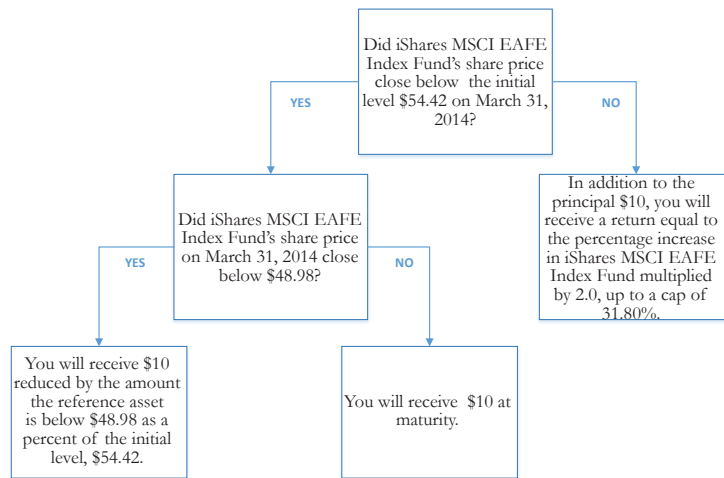 Did iShares MSCI EAFE
Index Fund's share price
close below the initial
level $54.42 on March 31,
2014?
YES
NO
Did iShares MSCI EAFE
Index Fund's share price
on March 31, 2014 close
below $48.98?
In addition to the
principal $10, you will
receive a return equal to
the percentage increase
in iShares MSCI EAFE
Index Fund multiplied
by 2.0, up to a cap of
31.80%.
YES
NO
You will receive $10
reduced by the amount
the reference asset
is below $48.98 as a
percent of the initial
level, $54.42.
You will receive $10 at
maturity.